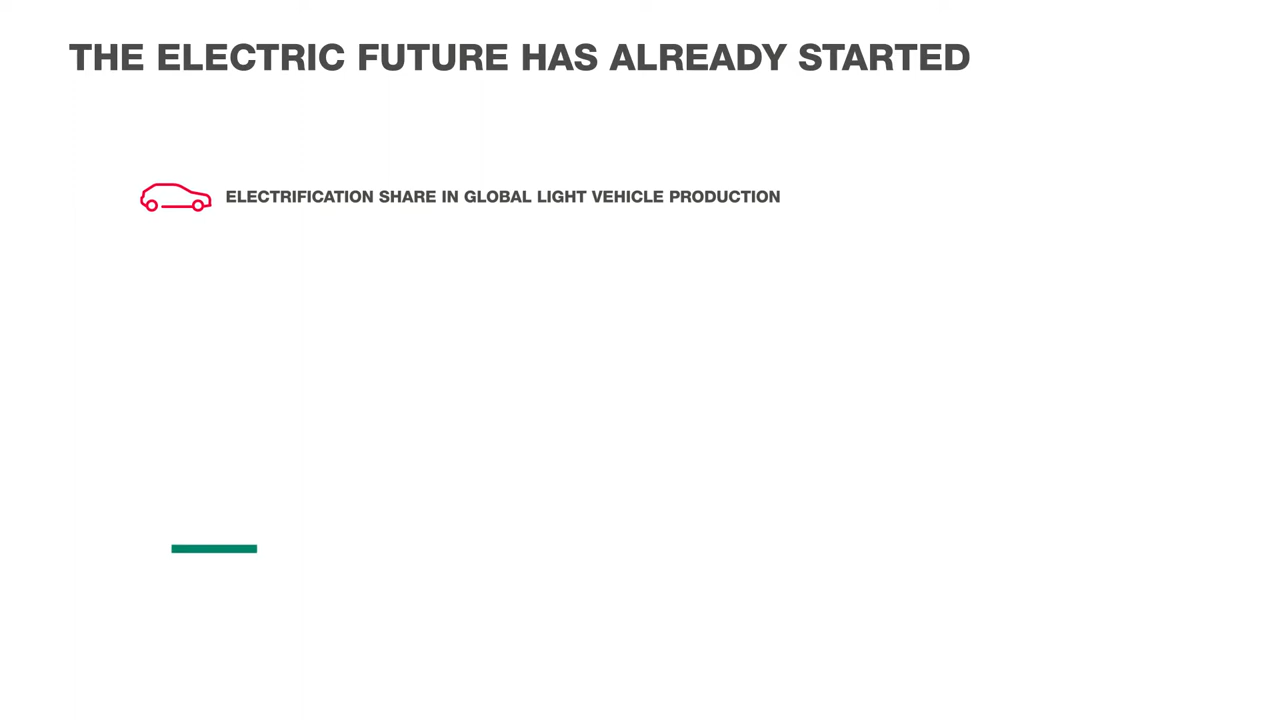 THE ELECTRIC FUTURE HAS ALREADY STARTED
ELECTRIFICATION SHARE IN GLOBAL LIGHT VEHICLE PRODUCTION